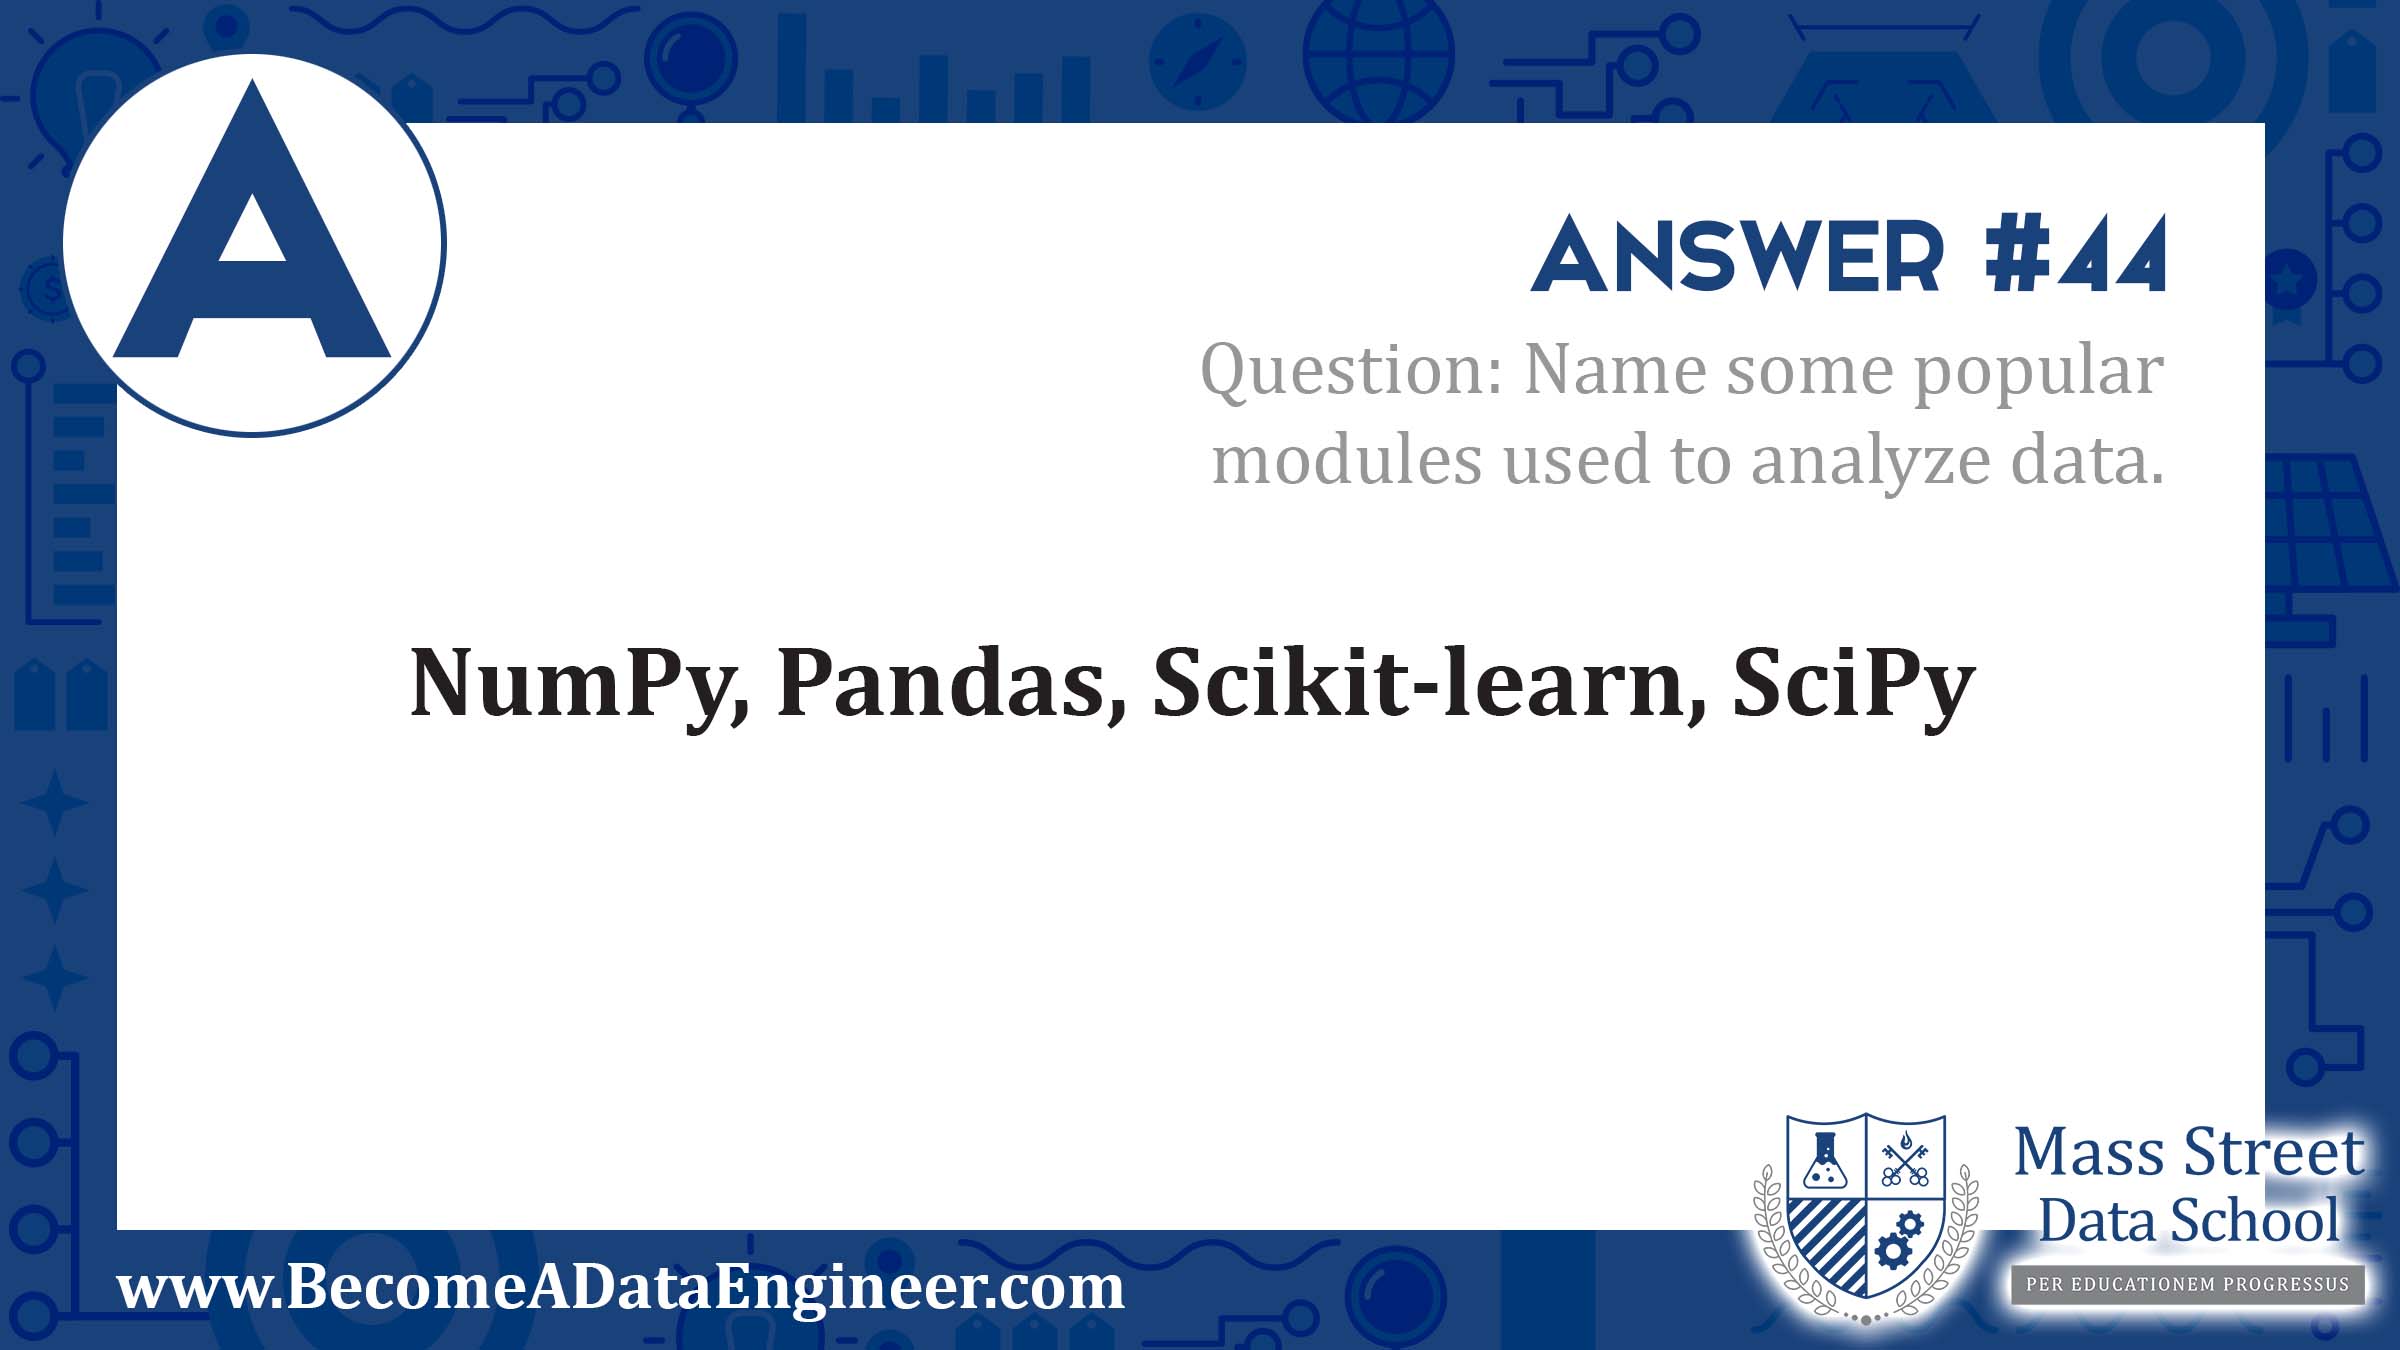 A
Answer #44
Question: Name some popular
modules used to analyze data.
NumPy, Pandas, Scikit-learn, SciPy
www.BecomeADataEngineer.com
Mass Street
Data School
PER EDUCATIONEM PROGRESSUS